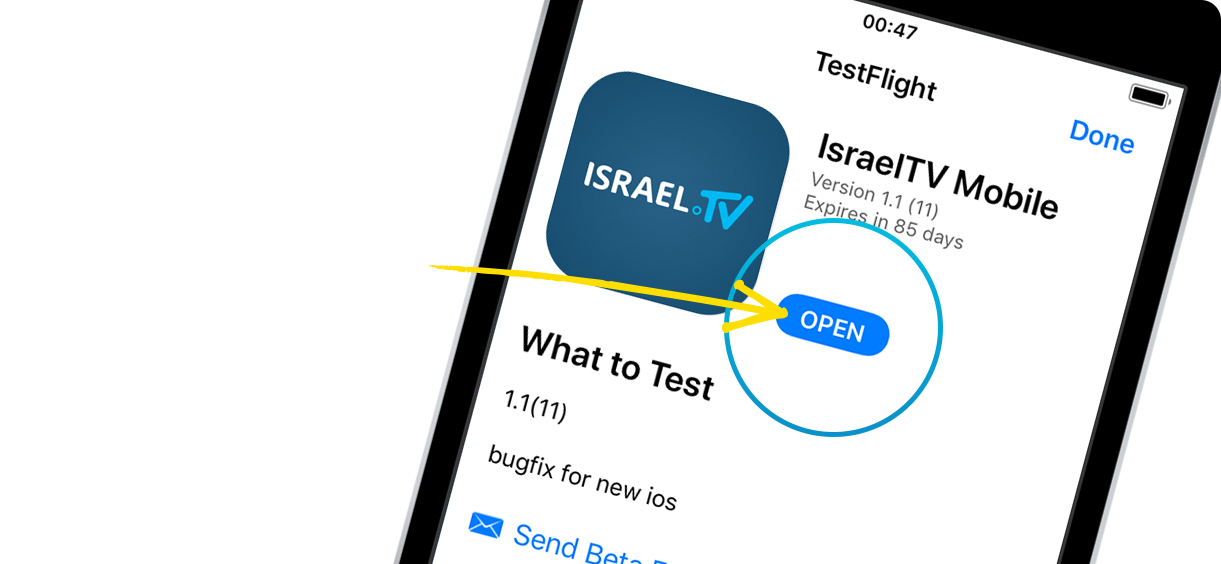 00:47
TestFlight
Done
ISRAEL.TV
IsraelTV Mobile
Version 1.1 (11)
Expires in 85 days
OPEN
What to Test
1.1(11)
bugfix for new ios
Send Beta